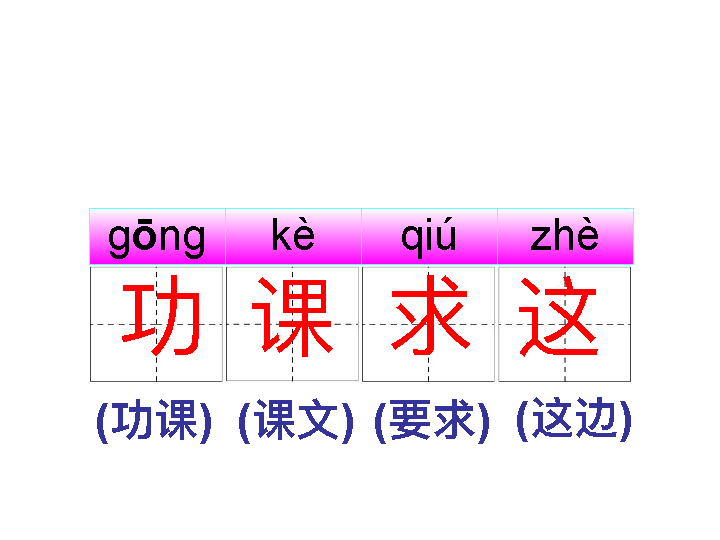 gōng kè qiú zhè
功 课 求 这
(功课) (课文) (要求) (这边)